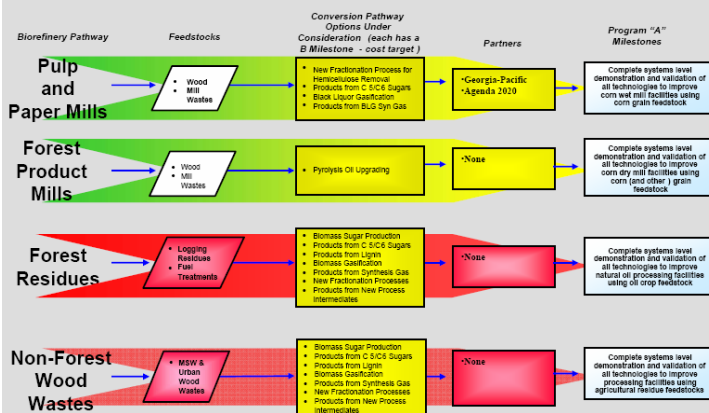 Biorefinery Pathway
Feedstocks
Conversion Pathway
Options Under
Consideration (each has a
B Milestone - cost target )
Partners
Program “A”
Milestones
Pulp
and
Paper Mills
• Wood
• Mill
Wastes
• New Fractionation Process for
Hemicellulose Removal
• Products from C 5/C6 Sugars
• Black Liquor Gasification
• Products from BLG Syn Gas
•Georgia-Pacific
•Agenda 2020
Complete systems level
demonstration and validation of
all technologies to improve
corn wet mill facilities using
corn grain feedstock
Forest
Product
Mills
• Wood
• Mill
Wastes
• Pyrolysis Oil Upgrading
•None
Complete systems level
demonstration and validation of
all technologies to improve
corn dry mill facilities using
corn (and other ) grain
feedstock
Forest
Residues
• Logging
Residues
• Fuel
Treatments
• Biomass Sugar Production
• Products from C 5/C6 Sugars
• Products from Lignin
• Biomass Gasification
• Products from Synthesis Gas
• New Fractionation Processes
• Products from New Process
Intermediates
•None
Complete systems level
demonstration and validation of
all technologies to improve
natural oil processing facilities
using oil crop feedstock
Non-Forest
Wood
Wastes
• MSW &
Urban
Wood
Wastes
• Biomass Sugar Production
• Products from C 5/C6 Sugars
• Products from Lignin
• Biomass Gasification
• Products from Synthesis Gas
• New Fractionation Processes
• Products from New Process
Intermediates
•None
Complete systems level
demonstration and validation of
all technologies to improve
processing facilities using
agricultural residue feedstocks